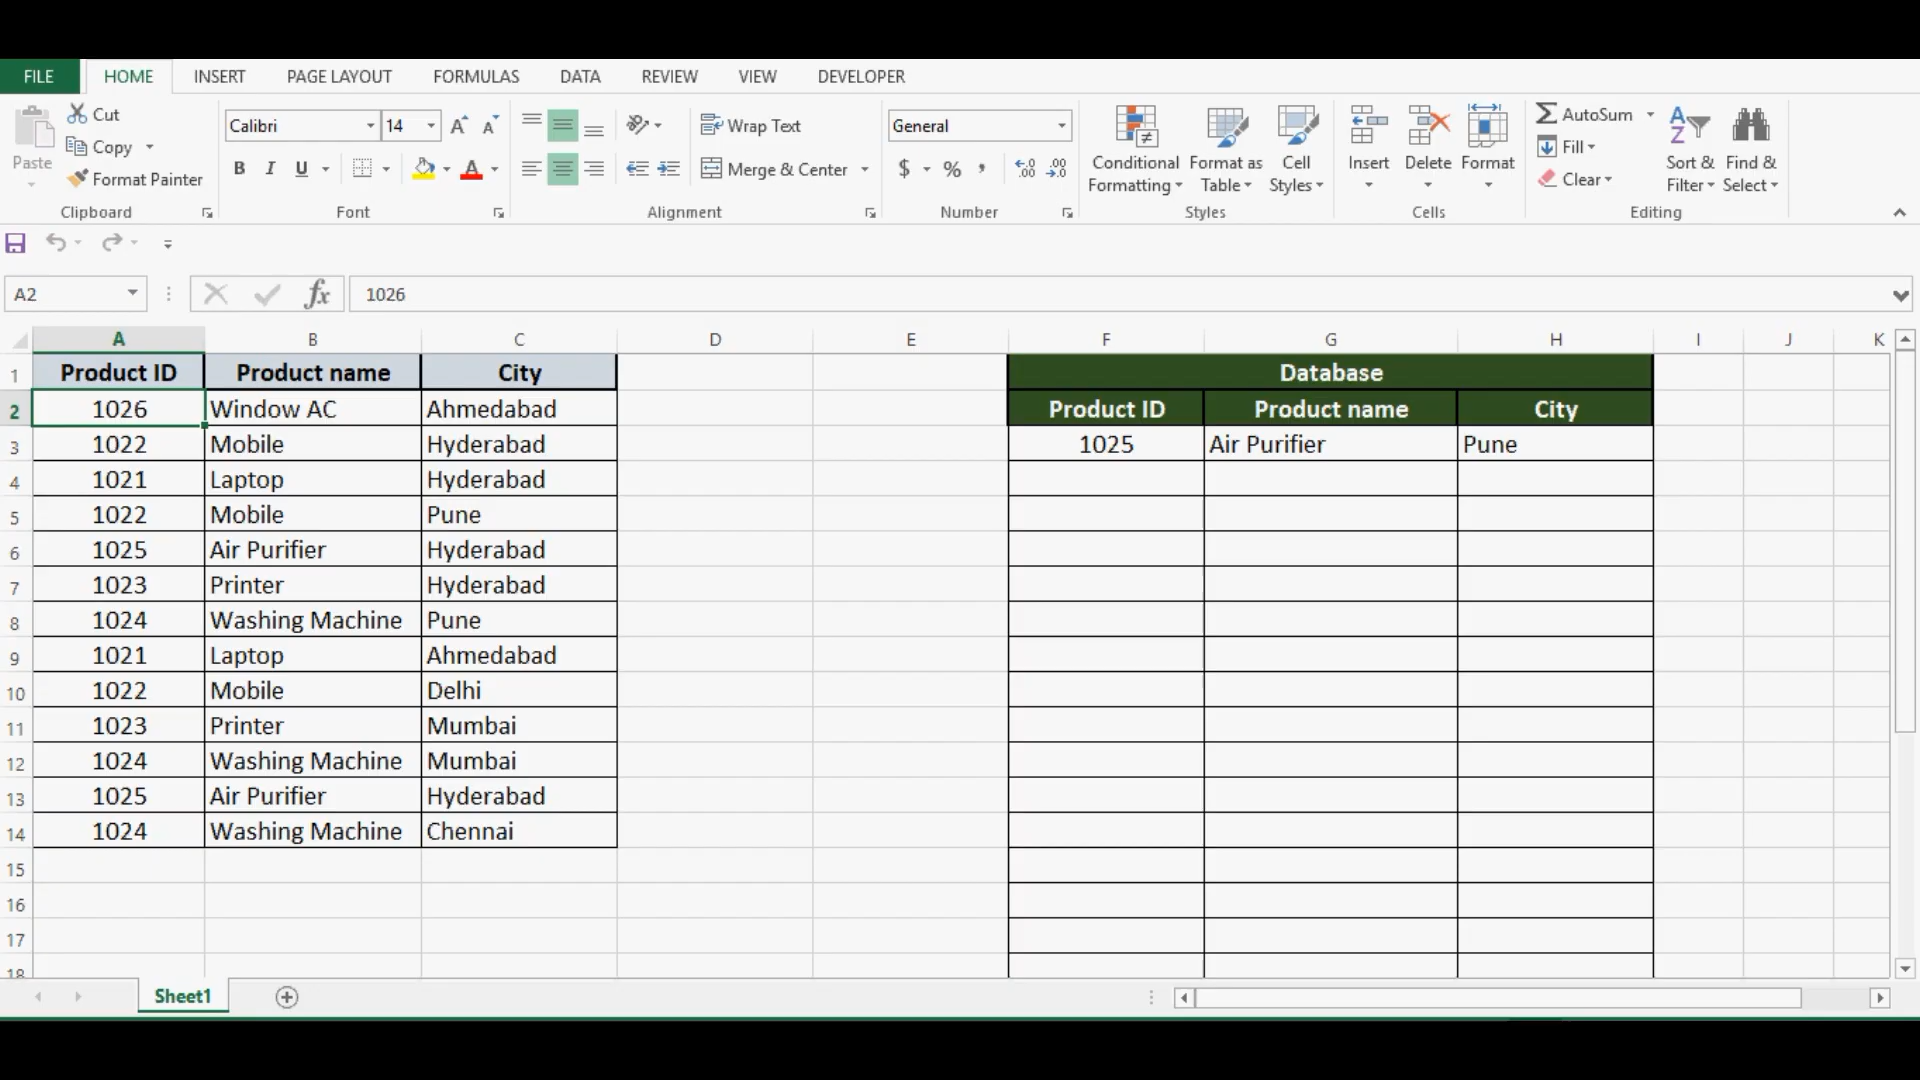 FILE HOME INSERT PAGE LAYOUT FORMULAS DATA REVIEW VIEW DEVELOPER
Paste
Cut
Copy
Format Painter
Clipboard
Calibri 14
B I U
Font
Wrap Text
Merge & Center
Alignment
General
$ % ,
Number
Conditional Formatting
Format as Table
Cell Styles
Styles
Insert
Delete
Format
Cells
AutoSum
Fill
Clear
Sort & Filter
Find & Select
Editing
A2 fx 1026
A B C D E F G H I J K
1 Product ID Product name City Database
2 1026 Window AC Ahmedabad Product ID Product name City
3 1022 Mobile Hyderabad 1025 Air Purifier Pune
4 1021 Laptop Hyderabad
5 1022 Mobile Pune
6 1025 Air Purifier Hyderabad
7 1023 Printer Hyderabad
8 1024 Washing Machine Pune
9 1021 Laptop Ahmedabad
10 1022 Mobile Delhi
11 1023 Printer Mumbai
12 1024 Washing Machine Mumbai
13 1025 Air Purifier Hyderabad
14 1024 Washing Machine Chennai
15
16
17
18
Sheet1